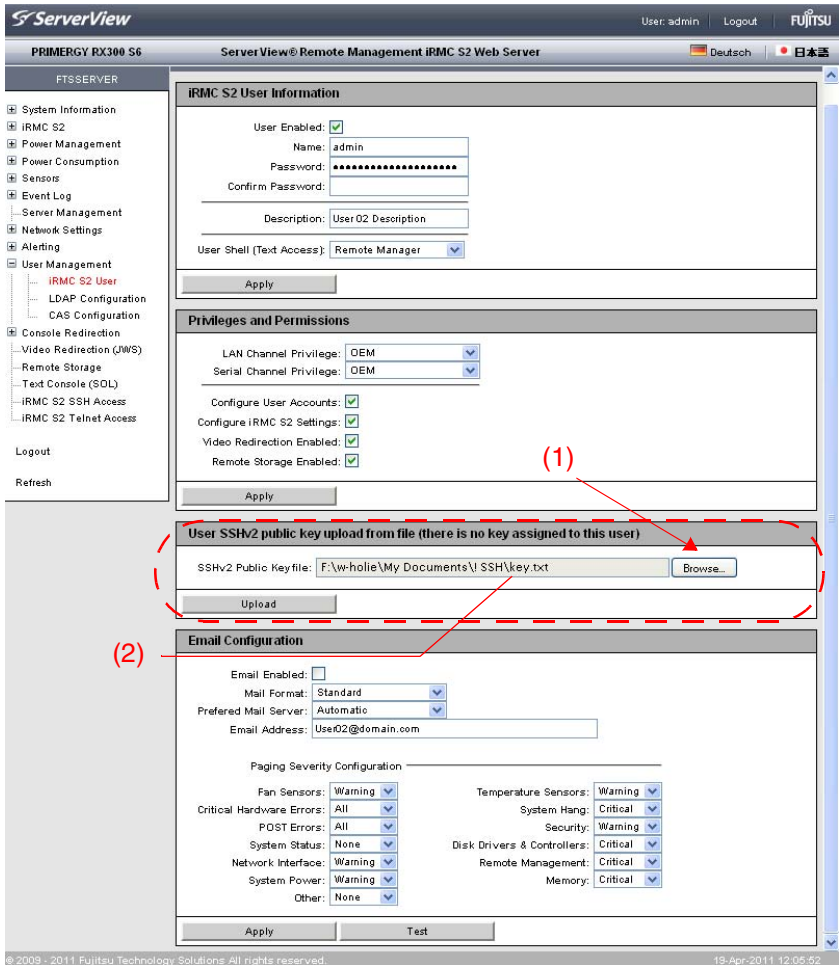 ServerView
User: admin Logout FUJITSU
PRIMERGY RX300 S6 ServerView® Remote Management iRMC S2 Web Server Deutsch 日本語
FTSSERVER
System Information
iRMC S2
Power Management
Power Consumption
Sensors
Event Log
Server Management
Network Settings
Alerting
User Management
iRMC S2 User
LDAP Configuration
CAS Configuration
Console Redirection
Video Redirection (JWS)
Remote Storage
Text Console (SOL)
iRMC S2 SSH Access
iRMC S2 Telnet Access
Logout
Refresh
iRMC S2 User Information
User Enabled:
Name: admin
Password: ●●●●●●●●●●●●●●●●●●●●
Confirm Password:
Description: User02 Description
User Shell (Text Access): Remote Manager
Apply
Privileges and Permissions
LAN Channel Privilege: OEM
Serial Channel Privilege: OEM
Configure User Accounts:
Configure iRMC S2 Settings:
Video Redirection Enabled:
Remote Storage Enabled:
(1)
Apply
User SSHv2 public key upload from file (there is no key assigned to this user)
SSHv2 Public Keyfile: F:\w-holie\My Documents\! SSH\key.txt Browse...
Upload
(2)
Email Configuration
Email Enabled:
Mail Format: Standard
Prefered Mail Server: Automatic
Email Address: User02@domain.com
Paging Severity Configuration
Fan Sensors: Warning Temperature Sensors: Warning
Critical Hardware Errors: All System Hang: Critical
POST Errors: All Security: Warning
System Status: None Disk Drivers & Controllers: Critical
Network Interface: Warning Remote Management: Critical
System Power: Warning Memory: Critical
Other: None
Apply Test
© 2009 - 2011 Fujitsu Technology Solutions All rights reserved. 19-Apr-2011 12:05:52